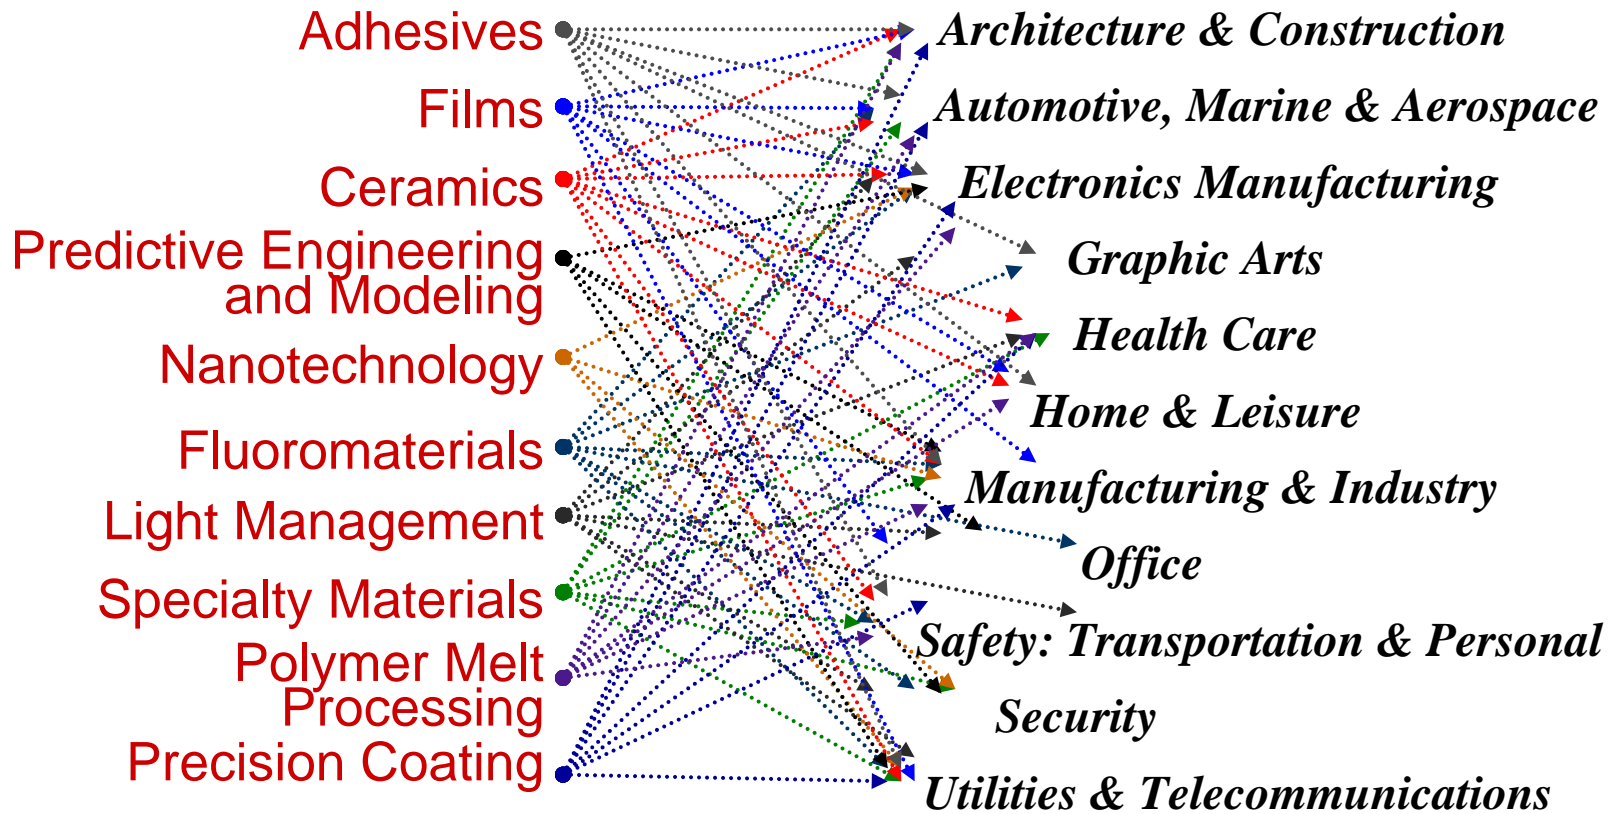 Adhesives
Films
Ceramics
Predictive Engineering
and Modeling
Nanotechnology
Fluoromaterials
Light Management
Specialty Materials
Polymer Melt
Processing
Precision Coating
Architecture & Construction
Automotive, Marine & Aerospace
Electronics Manufacturing
Graphic Arts
Health Care
Home & Leisure
Manufacturing & Industry
Office
Safety: Transportation & Personal
Security
Utilities & Telecommunications